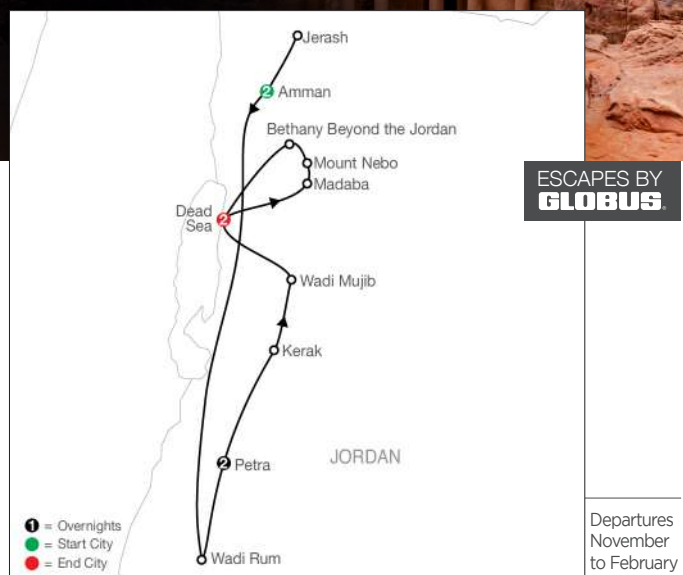 Jerash
2 Amman
Bethany Beyond the Jordan
Mount Nebo
Madaba
ESCAPES BY
GLOBUS®
Dead
Sea
2
Wadi Mujib
Kerak
2 Petra
JORDAN
Wadi Rum
1 = Overnights
= Start City
= End City
Departures
November
to February